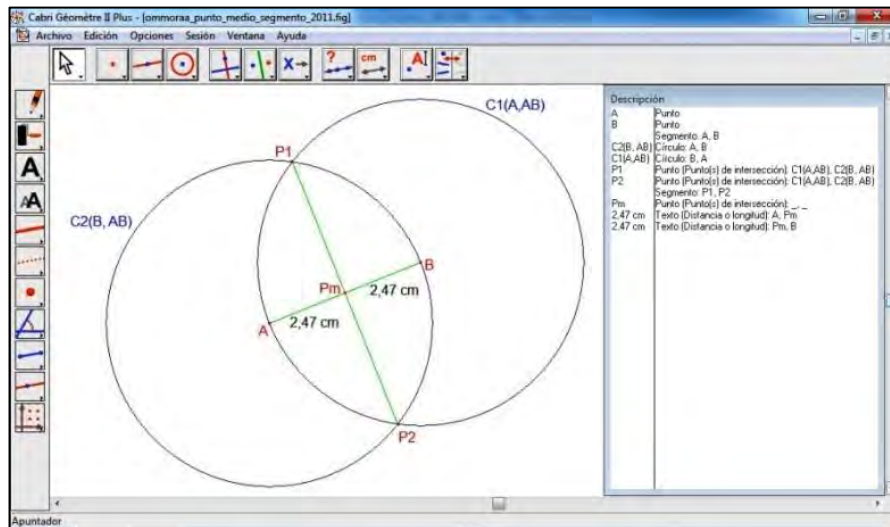 Cabri Géomètre II Plus - [ommoraa_punto_medio_segmento_2011.fig]
Archivo Edición Opciones Sesión Ventana Ayuda
? cm A
A
AA
C1(A,AB)
P1
C2(B, AB)
B
Pm
2,47 cm
A
2,47 cm
P2
Descripción
A Punto
B Punto
Segmento: A, B
C2(B, AB) Círculo: A, B
C1(A,AB) Círculo: B, A
P1 Punto (Punto(s) de intersección): C1(A,AB), C2(B, AB)
P2 Punto (Punto(s) de intersección): C1(A,AB), C2(B, AB)
Segmento: P1, P2
Pm Punto (Punto(s) de intersección): _, _
2,47 cm Texto (Distancia o longitud): A, Pm
2,47 cm Texto (Distancia o longitud): Pm, B
Apuntador